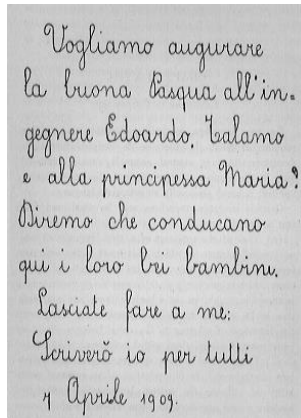 Vogliamo augurare
la buona Pasqua all'in-
gegnere Edoardo, Talamo
e alla principessa Maria?
Diremo che conducano
qui i loro bei bambini.
Lasciate fare a me:
Scriverò io per tutti
7 Aprile 1909.